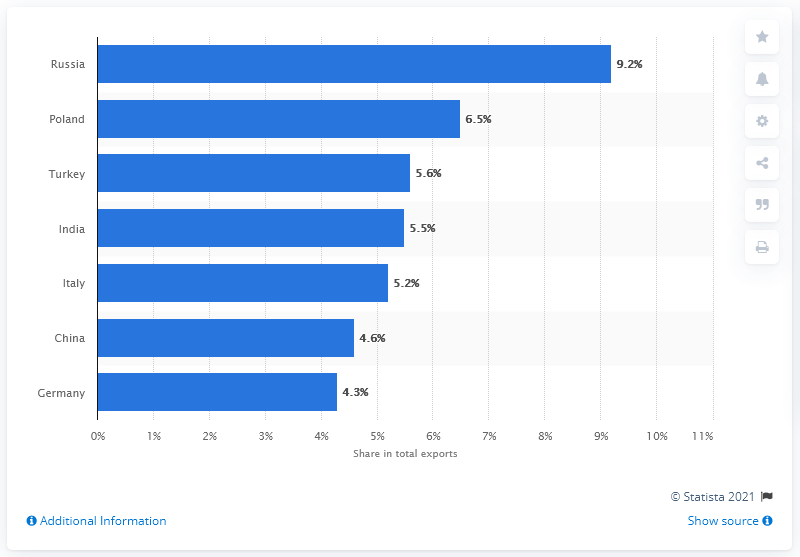 Russia 9.2%
Poland 6.5%
Turkey 5.6%
India 5.5%
Italy 5.2%
China 4.6%
Germany 4.3%
0% 1% 2% 3% 4% 5% 6% 7% 8% 9% 10% 11%
Share in total exports
© Statista 2021
Additional Information Show source